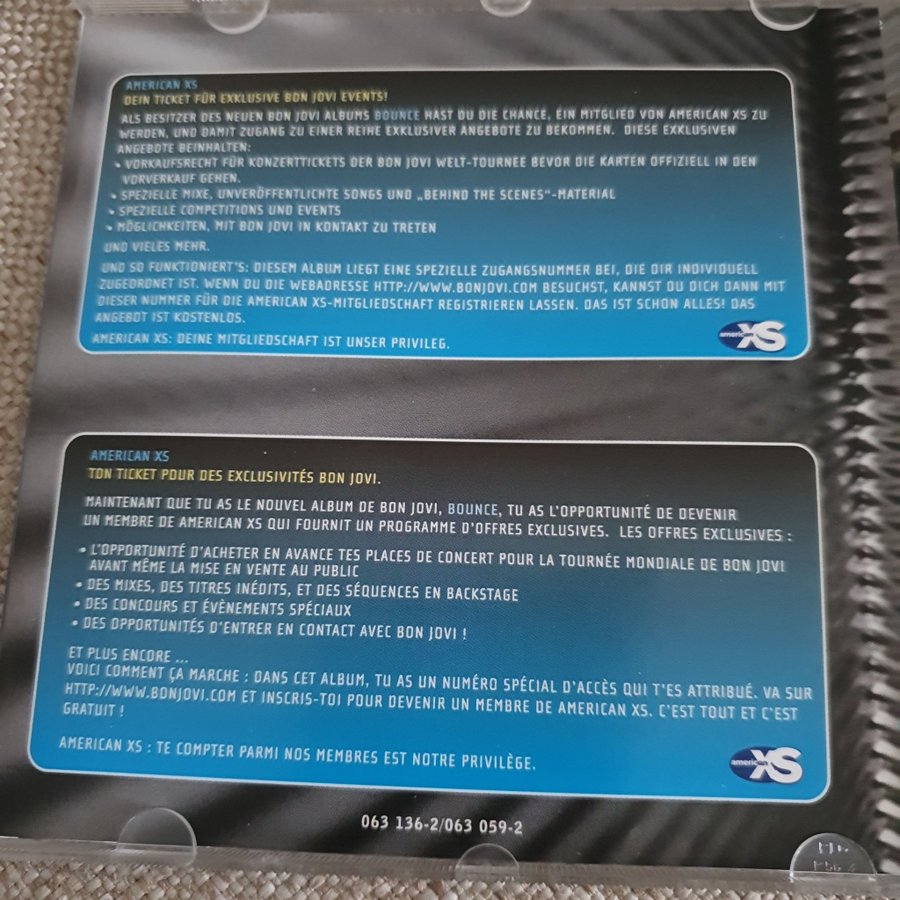 AMERICAN XS
DEIN TICKET FÜR EXKLUSIVE BON JOVI EVENTS!
ALS BESITZER DES NEUEN BON JOVI ALBUMS BOUNCE HAST DU DIE CHANCE, EIN MITGLIED VON AMERICAN XS ZU
WERDEN, UND DAMIT ZUGANG ZU EINER REIHE EXKLUSIVER ANGEBOTE ZU BEKOMMEN. DIESE EXKLUSIVEN
ANGEBOTE BEINHALTEN:
• VORKAUFSRECHT FÜR KONZERTTICKETS DER BON JOVI WELT-TOURNEE BEVOR DIE KARTEN OFFIZIELL IN DEN
VORVERKAUF GEHEN.
• SPEZIELLE MIXE, UNVERÖFFENTLICHTE SONGS UND „BEHIND THE SCENES“-MATERIAL
• SPEZIELLE COMPETITIONS UND EVENTS
• MÖGLICHKEITEN, MIT BON JOVI IN KONTAKT ZU TRETEN
UND VIELES MEHR.
UND SO FUNKTIONIERT'S: DIESEM ALBUM LIEGT EINE SPEZIELLE ZUGANGSNUMMER BEI, DIE DIR INDIVIDUELL
ZUGEORDNET IST. WENN DU DIE WEBADRESSE HTTP://WWW.BONJOVI.COM BESUCHST, KANNST DU DICH DANN MIT
DIESER NUMMER FÜR DIE AMERICAN XS-MITGLIEDSCHAFT REGISTRIEREN LASSEN. DAS IST SCHON ALLES! DAS
ANGEBOT IST KOSTENLOS.
AMERICAN XS: DEINE MITGLIEDSCHAFT IST UNSER PRIVILEG.
american XS
AMERICAN XS
TON TICKET POUR DES EXCLUSIVITÉS BON JOVI.
MAINTENANT QUE TU AS LE NOUVEL ALBUM DE BON JOVI, BOUNCE, TU AS L'OPPORTUNITÉ DE DEVENIR
UN MEMBRE DE AMERICAN XS QUI FOURNIT UN PROGRAMME D'OFFRES EXCLUSIVES. LES OFFRES EXCLUSIVES :
• L'OPPORTUNITÉ D'ACHETER EN AVANCE TES PLACES DE CONCERT POUR LA TOURNÉE MONDIALE DE BON JOVI
AVANT MÊME LA MISE EN VENTE AU PUBLIC
• DES MIXES, DES TITRES INÉDITS, ET DES SÉQUENCES EN BACKSTAGE
• DES CONCOURS ET ÉVÈNEMENTS SPÉCIAUX
• DES OPPORTUNITÉS D'ENTRER EN CONTACT AVEC BON JOVI !
ET PLUS ENCORE ...
VOICI COMMENT ÇA MARCHE : DANS CET ALBUM, TU AS UN NUMÉRO SPÉCIAL D'ACCÈS QUI T'ES ATTRIBUÉ. VA SUR
HTTP://WWW.BONJOVI.COM ET INSCRIS-TOI POUR DEVENIR UN MEMBRE DE AMERICAN XS. C'EST TOUT ET C'EST
GRATUIT !
AMERICAN XS : TE COMPTER PARMI NOS MEMBRES EST NOTRE PRIVILÈGE.
american XS
063 136-2/063 059-2